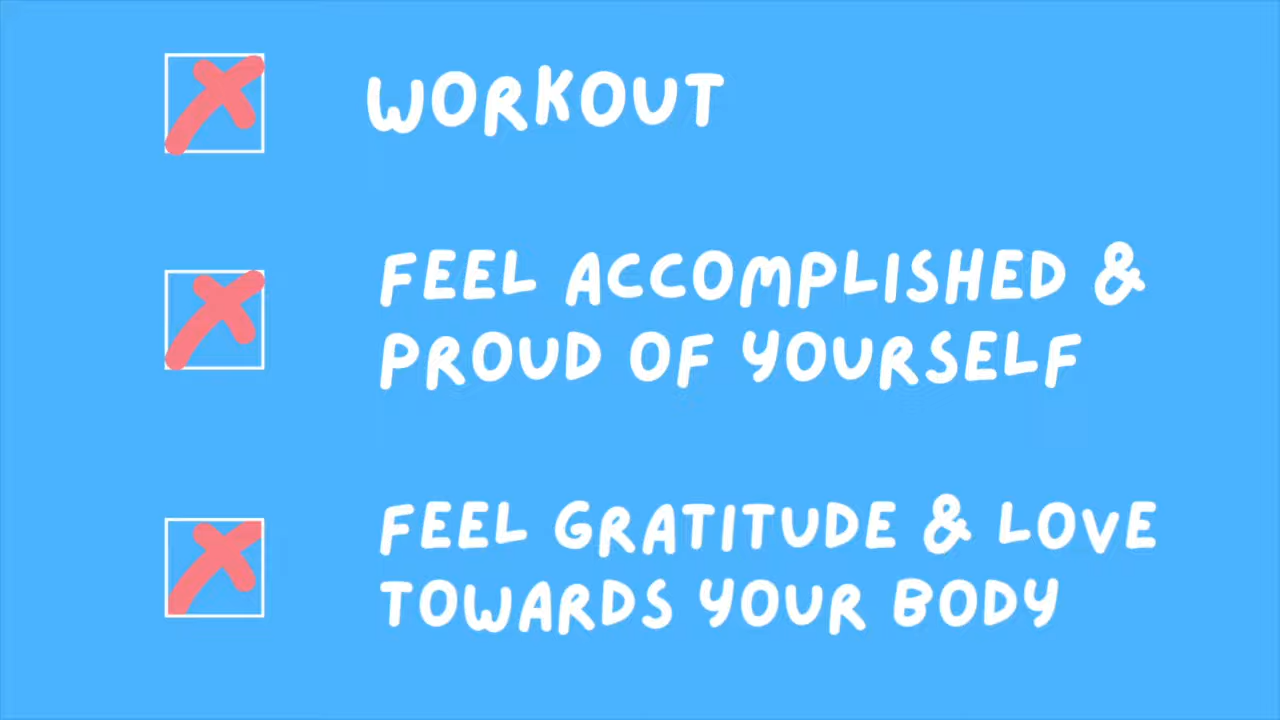 WORKOUT
FEEL ACCOMPLISHED &
PROUD OF YOURSELF
FEEL GRATITUDE & LOVE
TOWARDS YOUR BODY